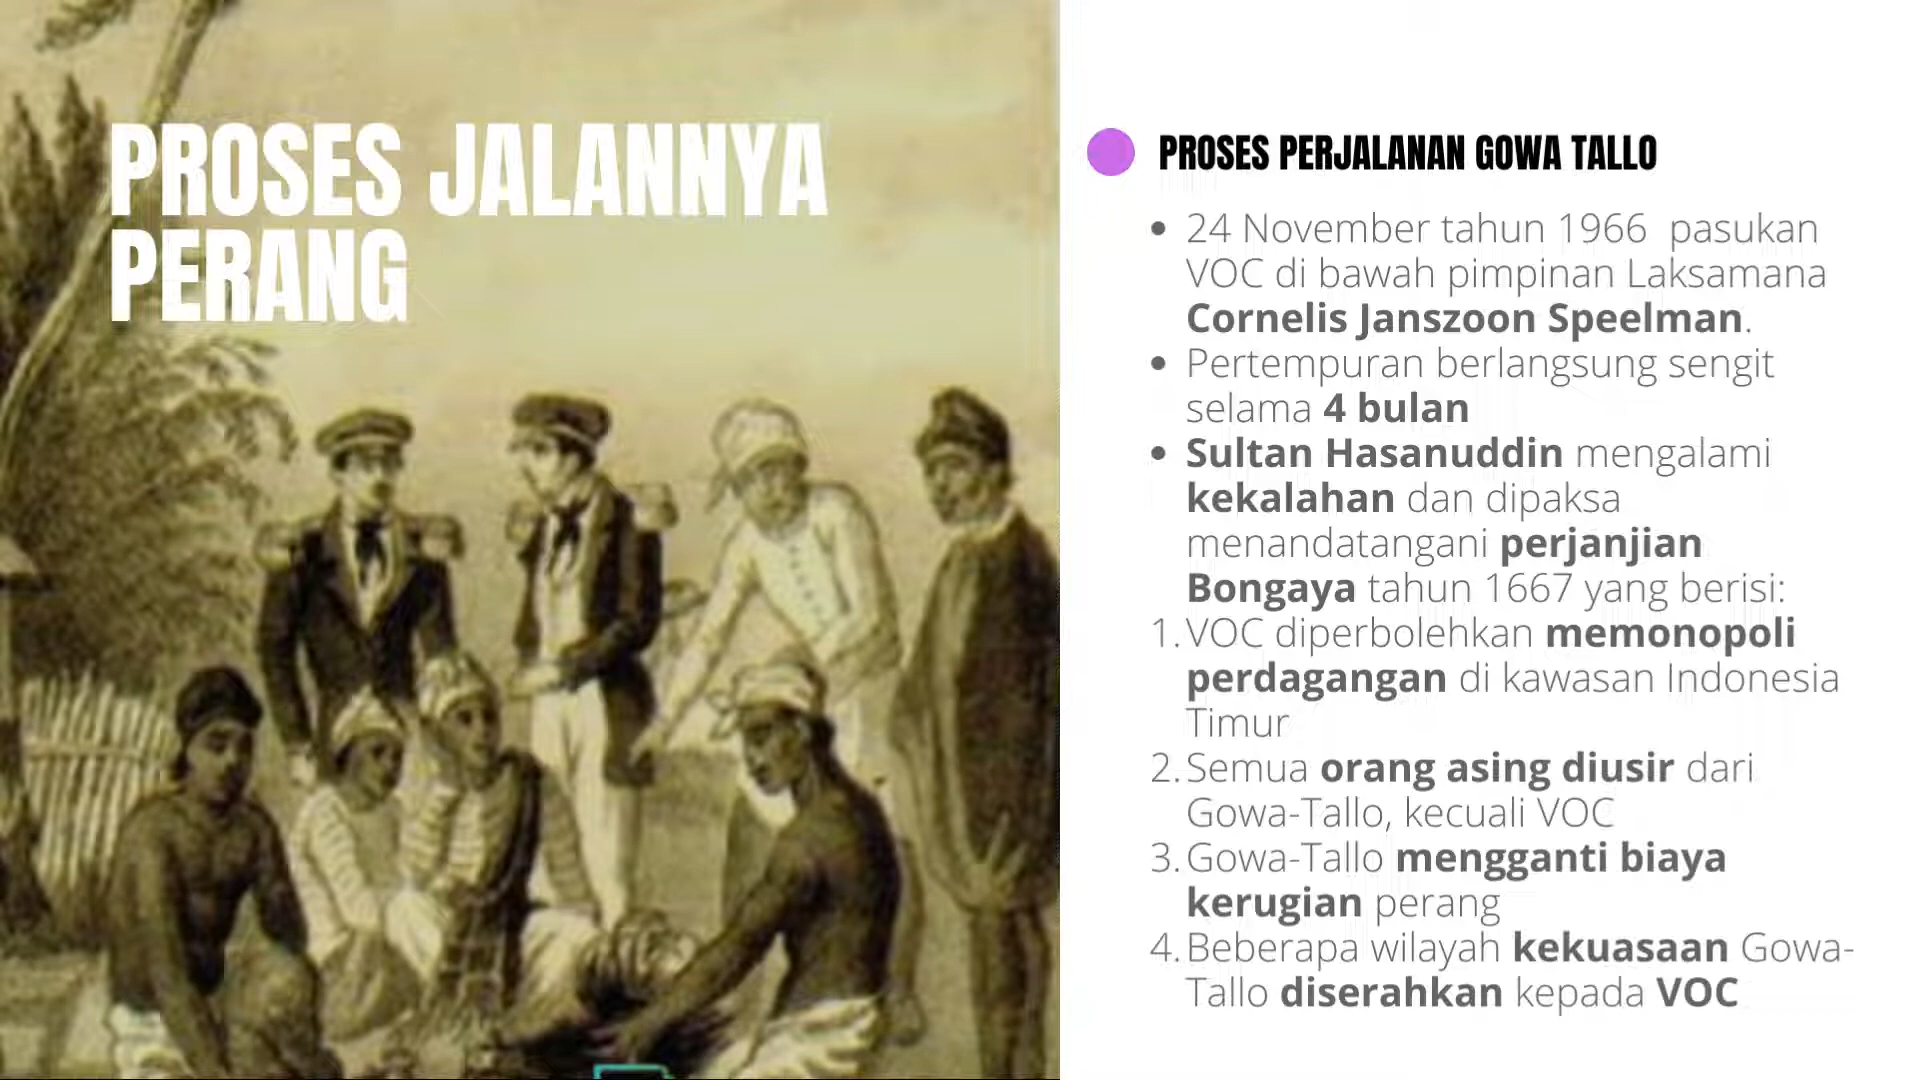 PROSES JALANNYA
PERANG
PROSES PERJALANAN GOWA TALLO
• 24 November tahun 1966 pasukan
VOC di bawah pimpinan Laksamana
Cornelis Janszoon Speelman.
• Pertempuran berlangsung sengit
selama 4 bulan
• Sultan Hasanuddin mengalami
kekalahan dan dipaksa
menandatangani perjanjian
Bongaya tahun 1667 yang berisi:
1. VOC diperbolehkan memonopoli
perdagangan di kawasan Indonesia
Timur
2. Semua orang asing diusir dari
Gowa-Tallo, kecuali VOC
3. Gowa-Tallo mengganti biaya
kerugian perang
4. Beberapa wilayah kekuasaan Gowa-
Tallo diserahkan kepada VOC